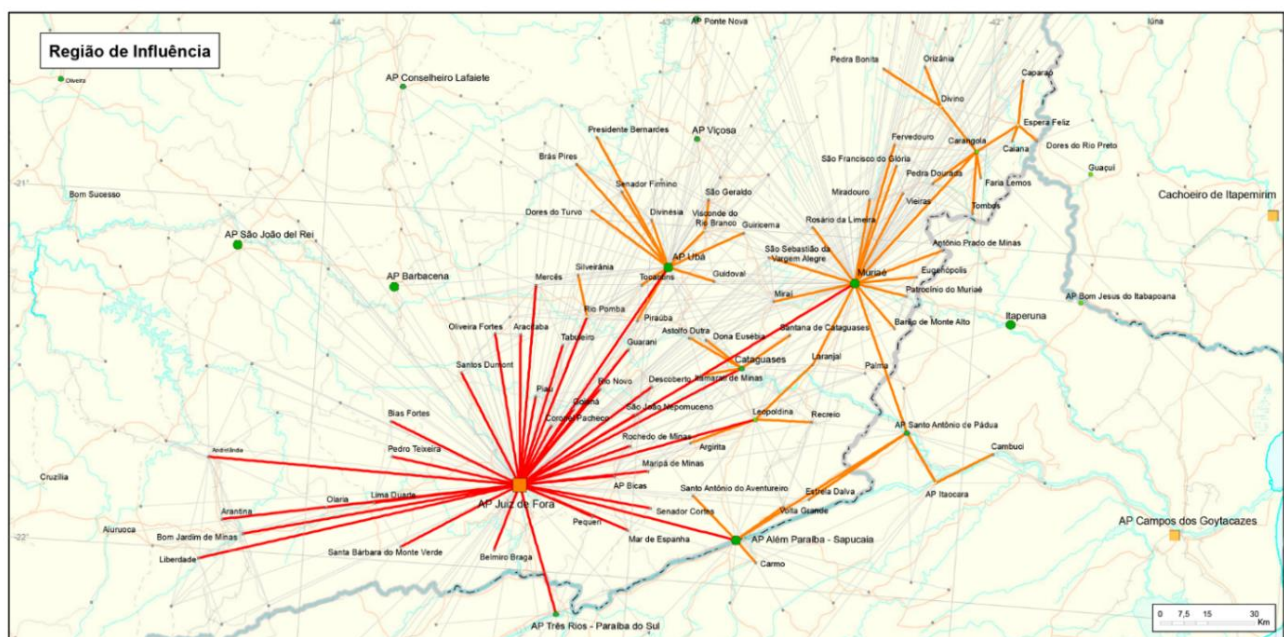 -44
-43
-42
AP Ponte Nova
Iúna
Região de Influência
Oliveira
AP Conselheiro Lafaiete
Pedra Bonita
Orizânia
Caparaó
Divino
Presidente Bernardes
AP Viçosa
Fervedouro
Carangola
Espera Feliz
Caiana
Dores do Rio Preto
Brás Pires
São Francisco do Glória
Pedra Dourada
Guaçuí
-21
Bom Sucesso
Senador Firmino
São Geraldo
Miradouro
Vieiras
Faria Lemos
Cachoeiro de Itapemirim
Dores do Turvo
Divinésia
Visconde do
Rio Branco
Guiricema
Rosário da Limeira
Tombos
AP São João del Rei
São Sebastião da
Vargem Alegre
Antônio Prado de Minas
AP Ubá
AP Barbacena
Mercês
Silveirânia
Tocantins
Guidoval
Muriaé
Eugenópolis
Miraí
Patrocínio do Muriaé
AP Bom Jesus do Itabapoana
Rio Pomba
Piraúba
Barão de Monte Alto
Itaperuna
Oliveira Fortes
Aracitaba
Tabuleiro
Guarani
Astolfo Dutra
Dona Eusébia
Santana de Cataguases
Santos Dumont
Cataguases
Laranjal
Palma
Itamarati de Minas
Piau
Rio Novo
Descoberto
Goianá
São João Nepomuceno
Bias Fortes
Coronel Pacheco
Leopoldina
Recreio
AP Santo Antônio de Pádua
Rochedo de Minas
Argirita
Andrelândia
Pedro Teixeira
Cambuci
Cruzília
Maripá de Minas
AP Bicas
Santo Antônio do Aventureiro
Estrela Dalva
AP Itaocara
Olaria
Lima Duarte
AP Juiz de Fora
Senador Cortes
Volta Grande
Arantina
Pequeri
AP Campos dos Goytacazes
Aiuruoca
Bom Jardim de Minas
Mar de Espanha
AP Além Paraíba - Sapucaia
-22
Liberdade
Santa Bárbara do Monte Verde
Belmiro Braga
Carmo
AP Três Rios - Paraíba do Sul
0 7,5 15 30
Km